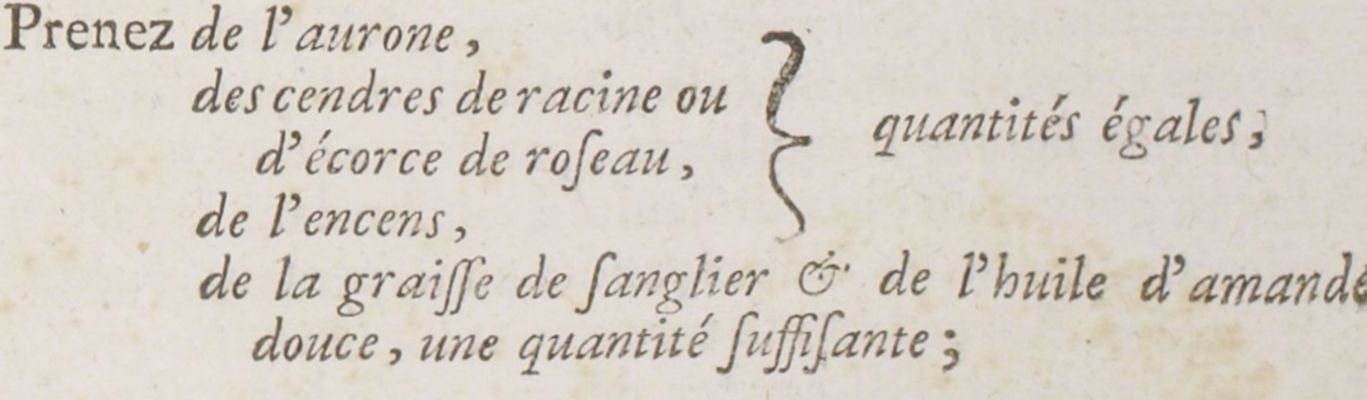 Prenez de l'aurone,
des cendres de racine ou
d'écorce de roſeau,
quantités égales;
de l'encens,
de la graiſſe de ſanglier & de l'huile d'amande
douce, une quantité ſuffiſante;